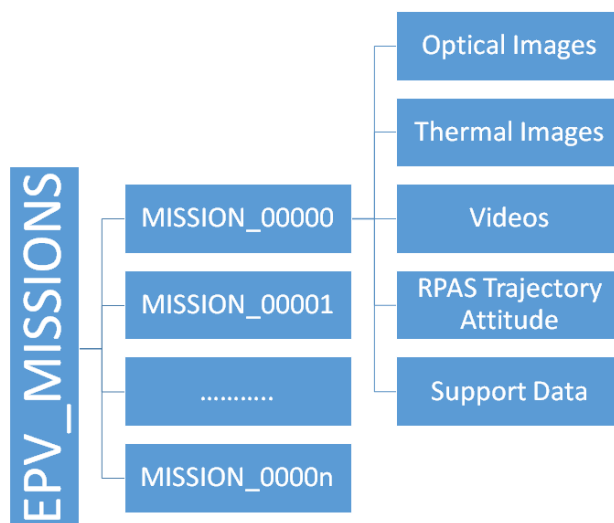 EPV_MISSIONS
MISSION_00000
MISSION_00001
………..
MISSION_0000n
Optical Images
Thermal Images
Videos
RPAS Trajectory
Attitude
Support Data